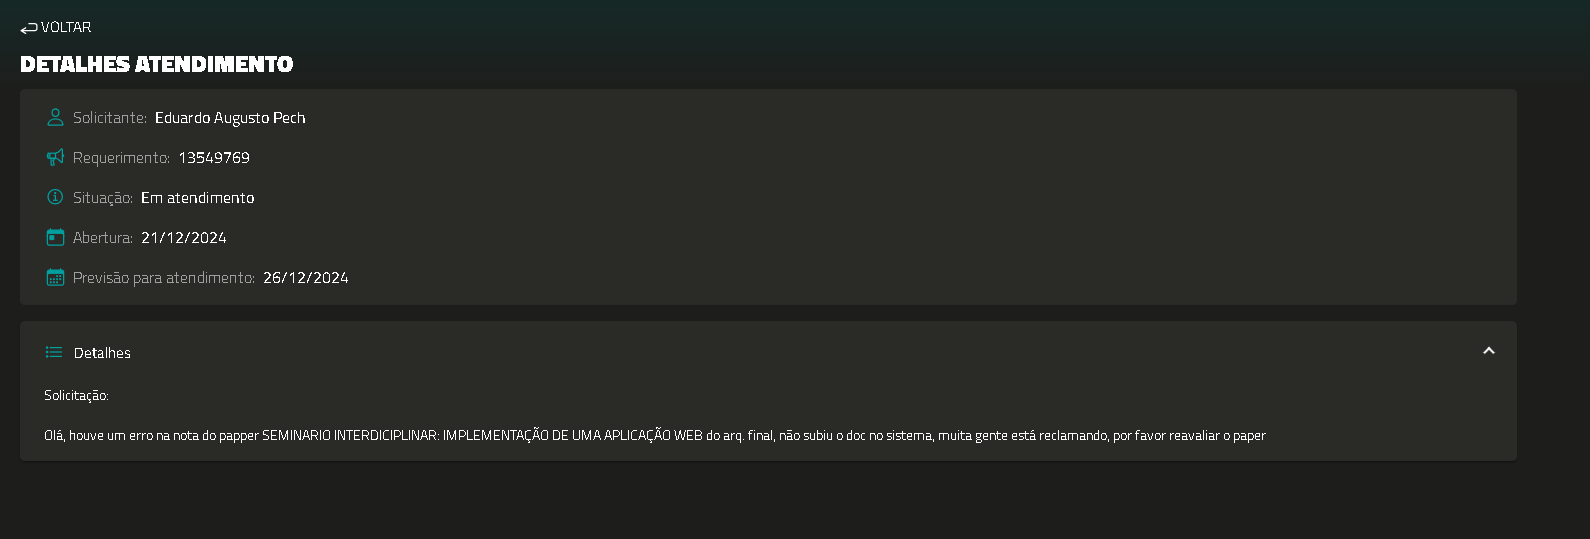 VOLTAR
DETALHES ATENDIMENTO
Solicitante: Eduardo Augusto Pech
Requerimento: 13549769
Situação: Em atendimento
Abertura: 21/12/2024
Previsão para atendimento: 26/12/2024
Detalhes
Solicitação:
Olá, houve um erro na nota do papper SEMINARIO INTERDICIPLINAR: IMPLEMENTAÇÃO DE UMA APLICAÇÃO WEB do arq. final, não subiu o doc no sistema, muita gente está reclamando, por favor reavaliar o paper